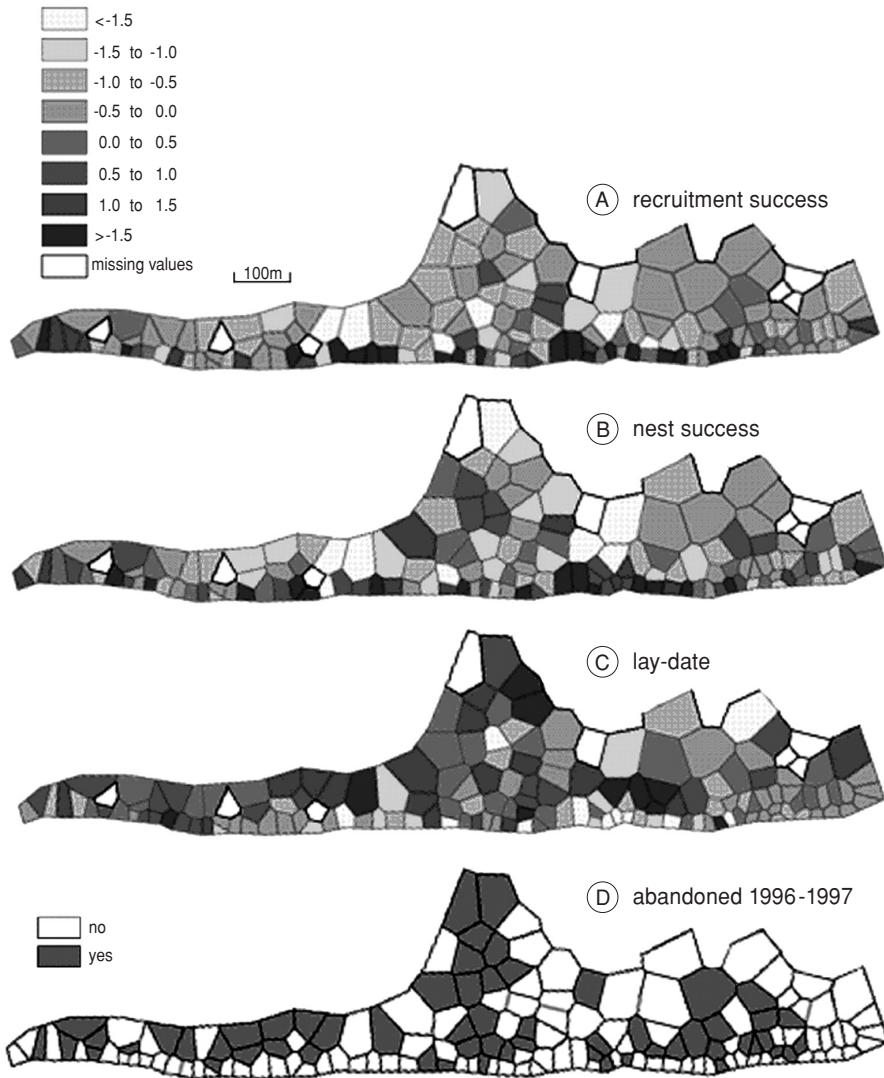 <-1.5
-1.5 to -1.0
-1.0 to -0.5
-0.5 to 0.0
0.0 to 0.5
0.5 to 1.0
1.0 to 1.5
>-1.5
missing values
100m
A recruitment success
B nest success
C lay-date
D abandoned 1996-1997
no
yes